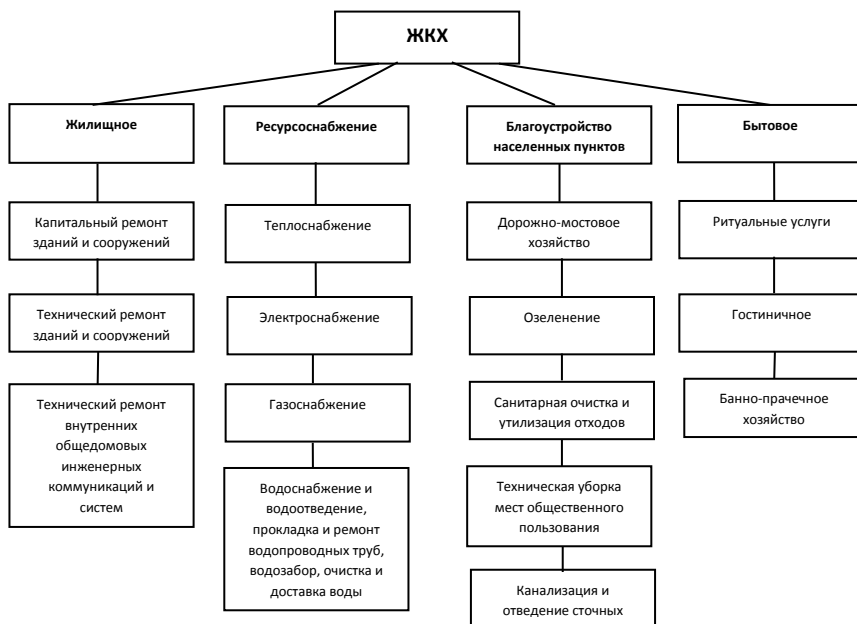 ЖКХ
Жилищное
Ресурсоснабжение
Благоустройство
населенных пунктов
Бытовое
Капитальный ремонт
зданий и сооружений
Технический ремонт
зданий и сооружений
Технический ремонт
внутренних
общедомовых
инженерных
коммуникаций и
систем
Теплоснабжение
Электроснабжение
Газоснабжение
Водоснабжение и
водоотведение,
прокладка и ремонт
водопроводных труб,
водозабор, очистка и
доставка воды
Дорожно-мостовое
хозяйство
Озеленение
Санитарная очистка и
утилизация отходов
Техническая уборка
мест общественного
пользования
Канализация и
отведение сточных
Ритуальные услуги
Гостиничное
Банно-прачечное
хозяйство